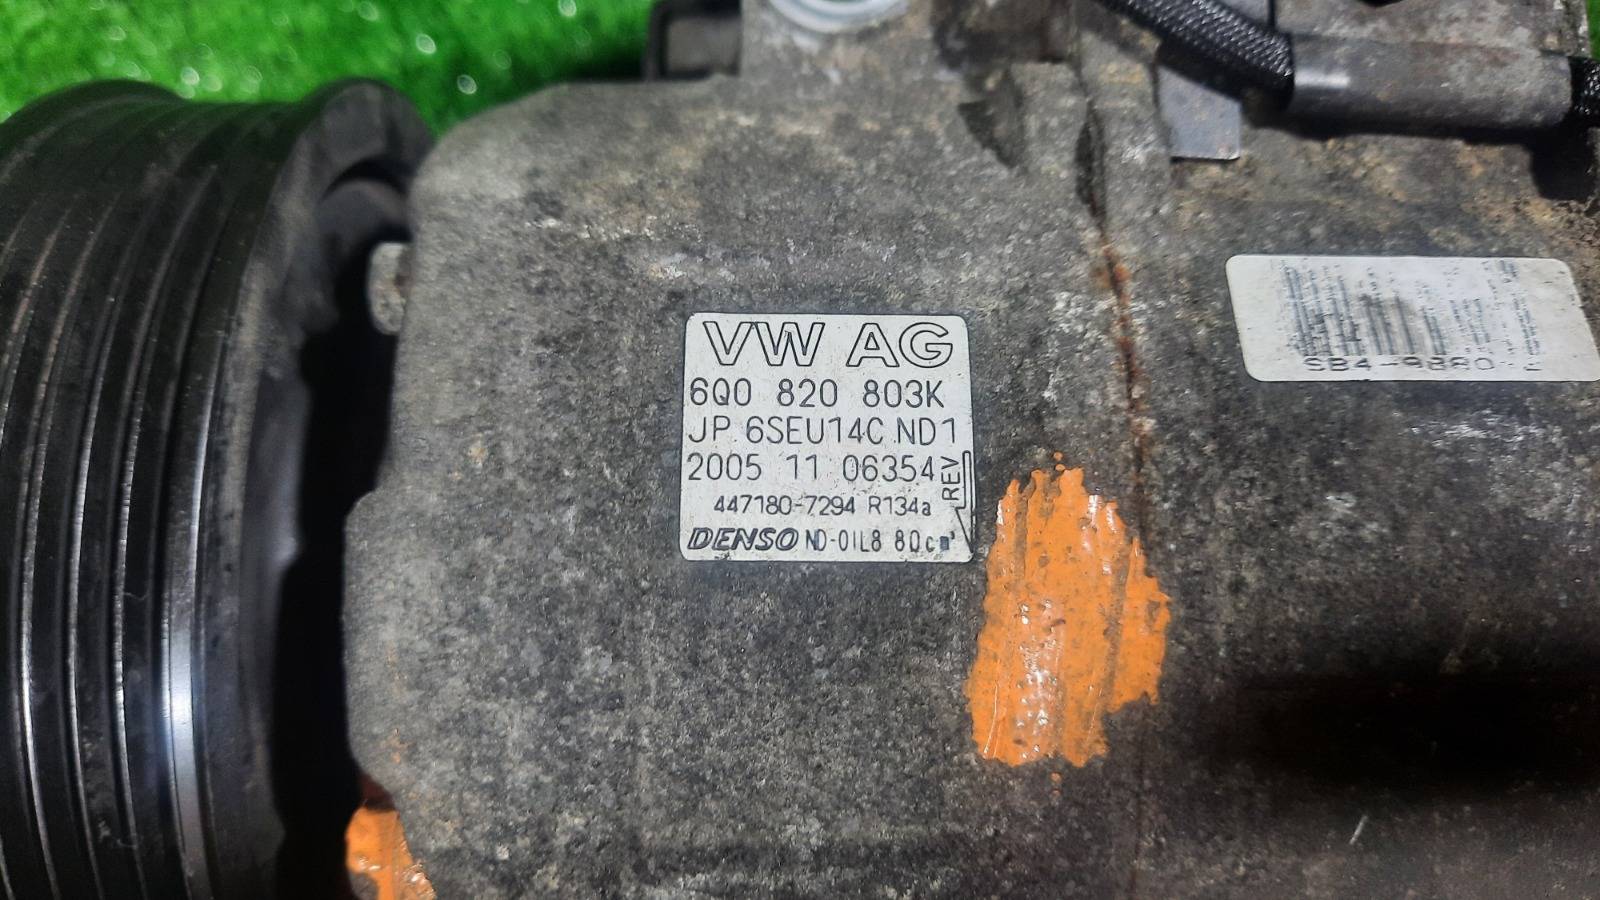 VW AG
6Q0 820 803K
JP 6SEU14C ND1
2005 11 06354
REV
447180-7294 R134a
DENSO ND-OIL8 80cm³